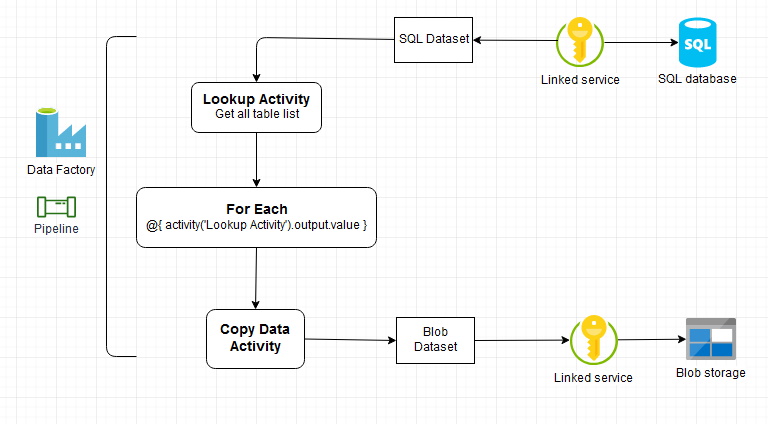 SQL Dataset
SQL
Linked service
SQL database
Lookup Activity
Get all table list
Data Factory
For Each
@{ activity('Lookup Activity').output.value }
Pipeline
Copy Data
Activity
Blob
Dataset
Linked service
Blob storage